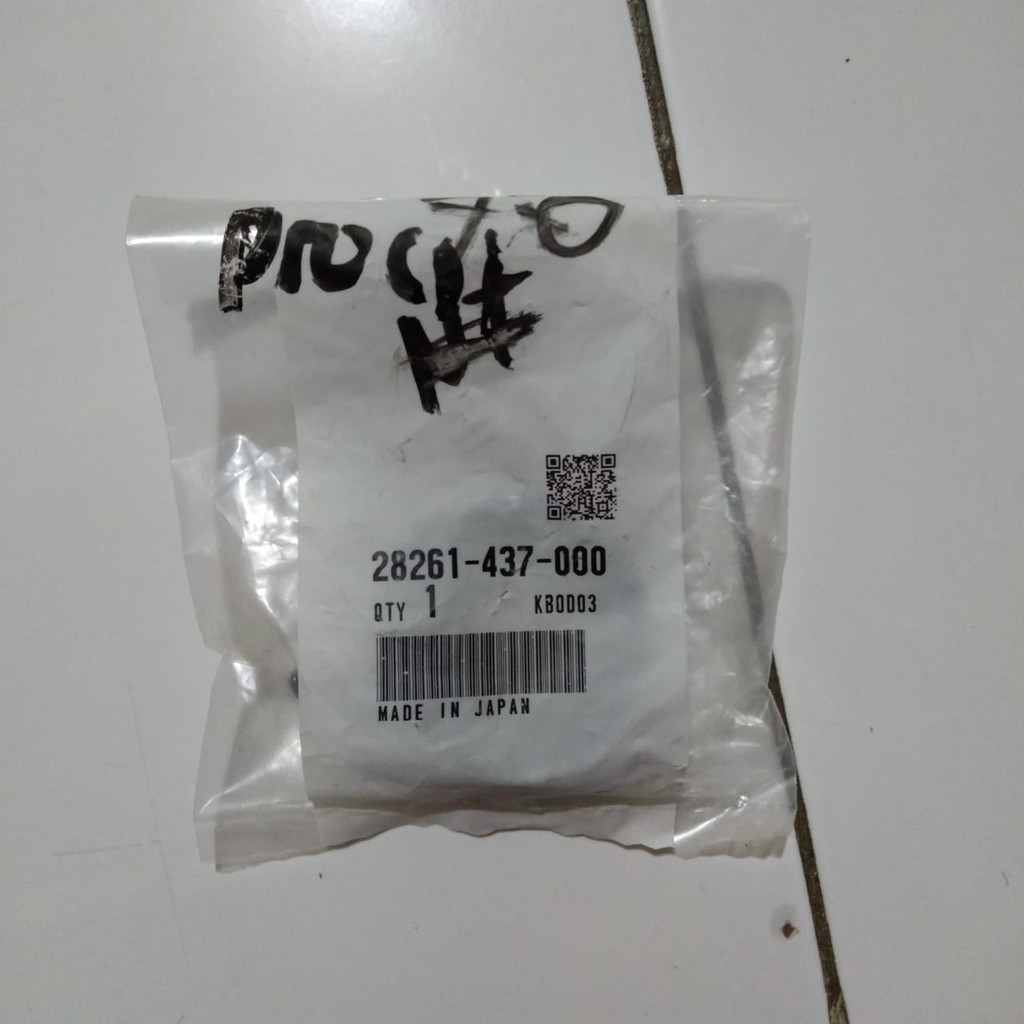 28261-437-000
QTY 1 KB0D03
MADE IN JAPAN